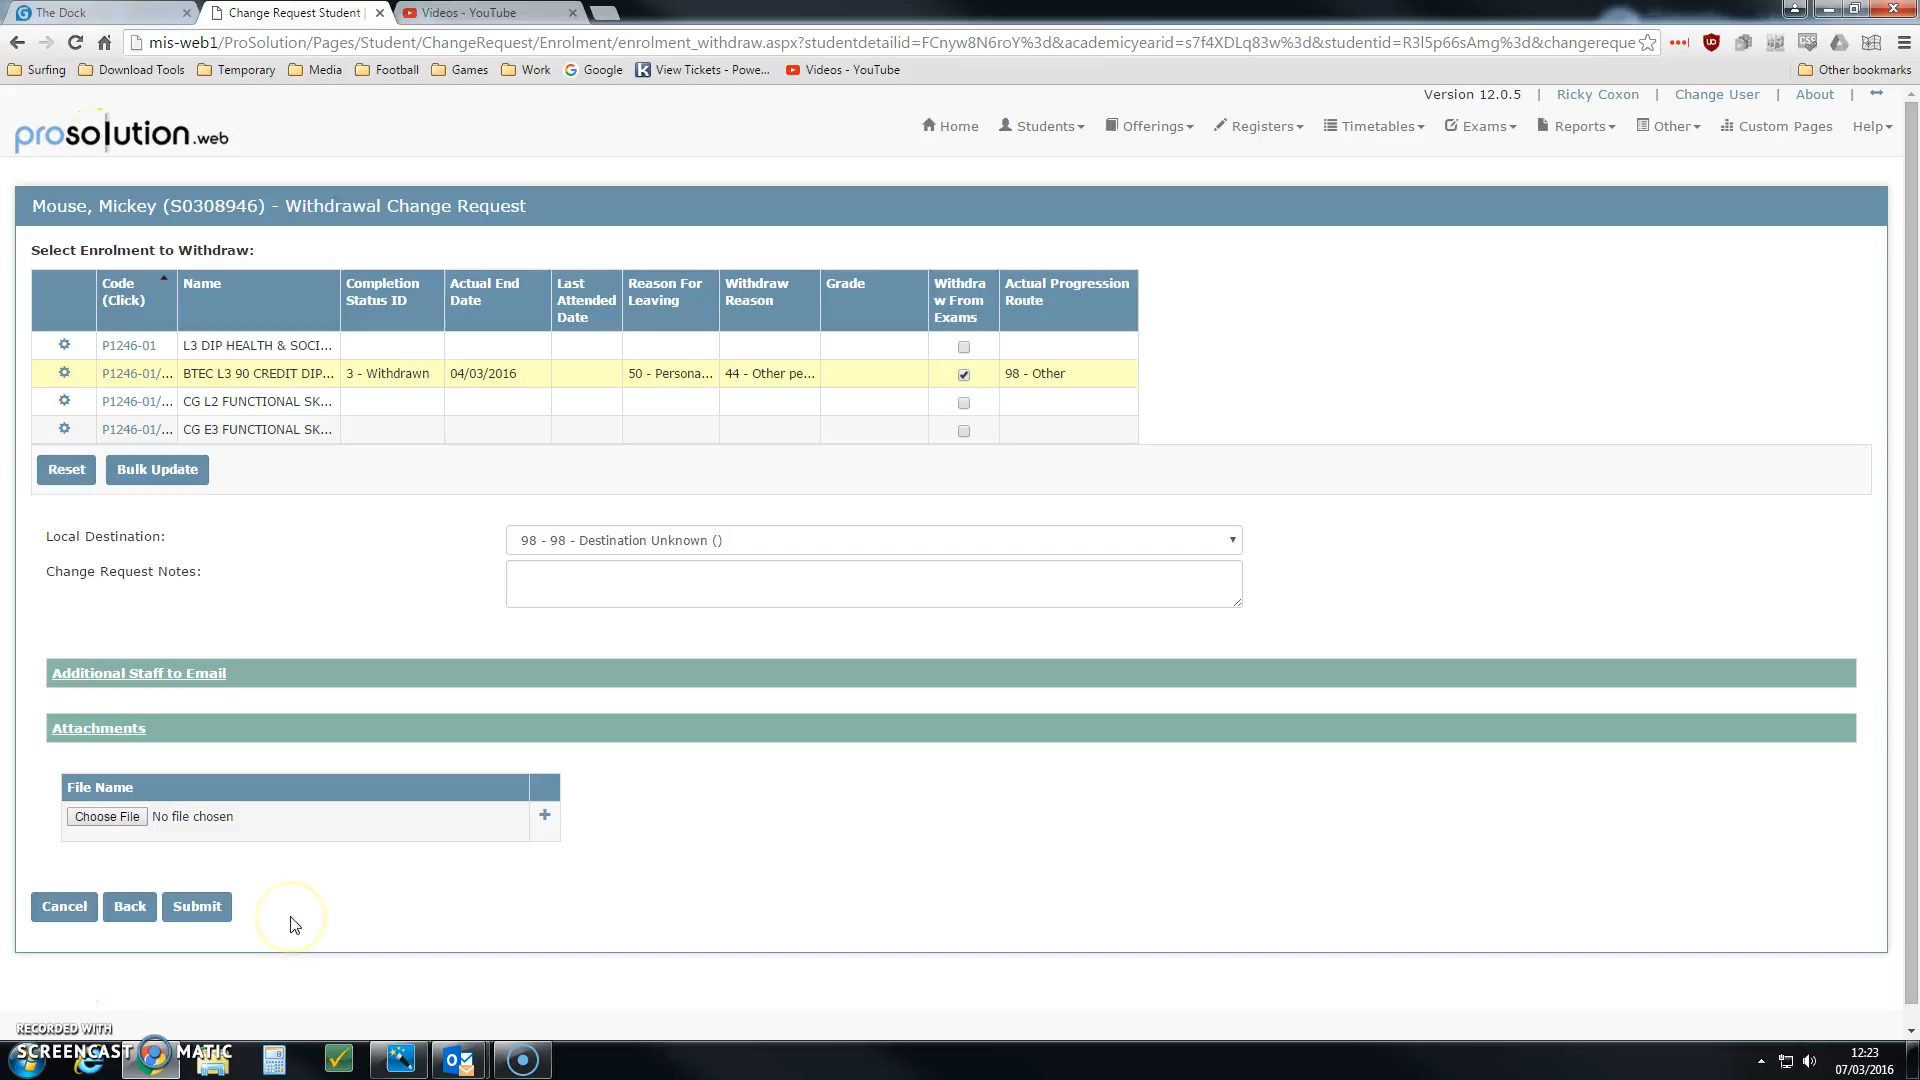 The Dock
Change Request Student |
Videos - YouTube
mis-web1/ProSolution/Pages/Student/ChangeRequest/Enrolment/enrolment_withdraw.aspx?studentdetailid=FCnyw8N6roY%3d&academicyearid=s7f4XDLq83w%3d&studentid=R3l5p66sAmg%3d&changereque
Surfing Download Tools Temporary Media Football Games Work Google View Tickets - Powe... Videos - YouTube Other bookmarks
Version 12.0.5 | Ricky Coxon | Change User | About |
prosolution.web
Home Students Offerings Registers Timetables Exams Reports Other Custom Pages Help
Mouse, Mickey (S0308946) - Withdrawal Change Request
Select Enrolment to Withdraw:
Code (Click) Name Completion Status ID Actual End Date Last Attended Date Reason For Leaving Withdraw Reason Grade Withdra w From Exams Actual Progression Route
P1246-01 L3 DIP HEALTH & SOCI...
P1246-01/... BTEC L3 90 CREDIT DIP... 3 - Withdrawn 04/03/2016 50 - Persona... 44 - Other pe... 98 - Other
P1246-01/... CG L2 FUNCTIONAL SK...
P1246-01/... CG E3 FUNCTIONAL SK...
Reset Bulk Update
Local Destination: 98 - 98 - Destination Unknown ()
Change Request Notes:
Additional Staff to Email
Attachments
File Name
Choose File No file chosen
Cancel Back Submit
RECORDED WITH
SCREENCAST MATIC
12:23
07/03/2016